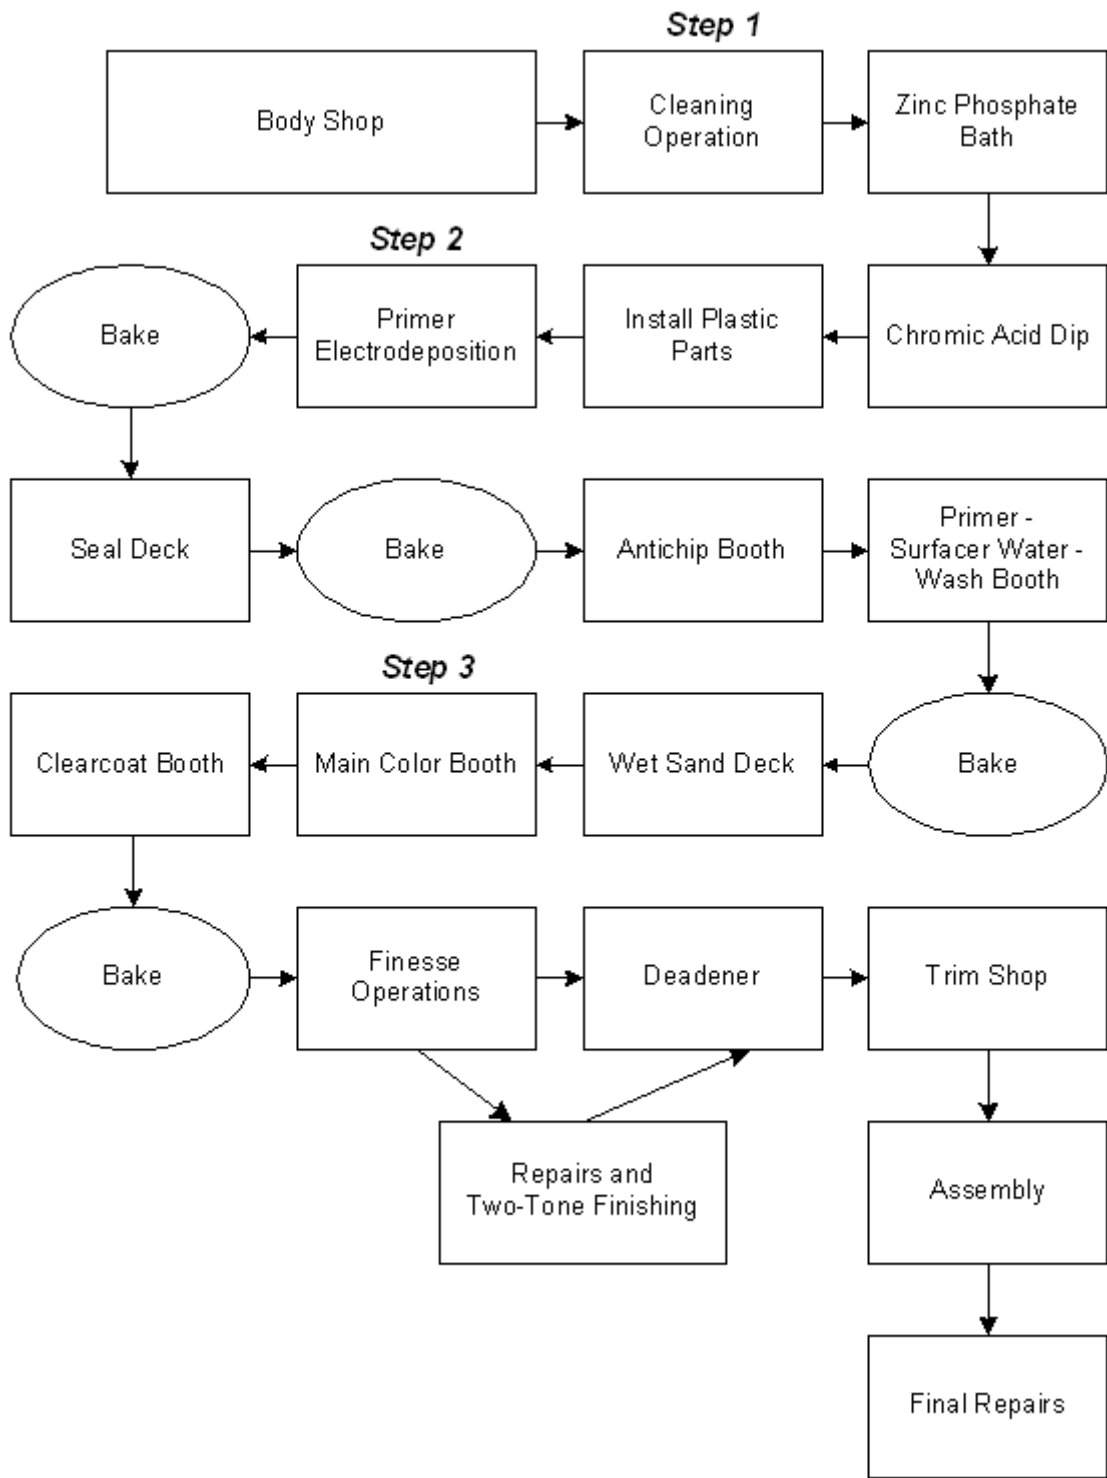 Step 1
Body Shop
Cleaning
Operation
Zinc Phosphate
Bath
Step 2
Bake
Primer
Electrodeposition
Install Plastic
Parts
Chromic Acid Dip
Seal Deck
Bake
Antichip Booth
Primer -
Surfacer Water -
Wash Booth
Step 3
Clearcoat Booth
Main Color Booth
Wet Sand Deck
Bake
Bake
Finesse
Operations
Deadener
Trim Shop
Repairs and
Two-Tone Finishing
Assembly
Final Repairs